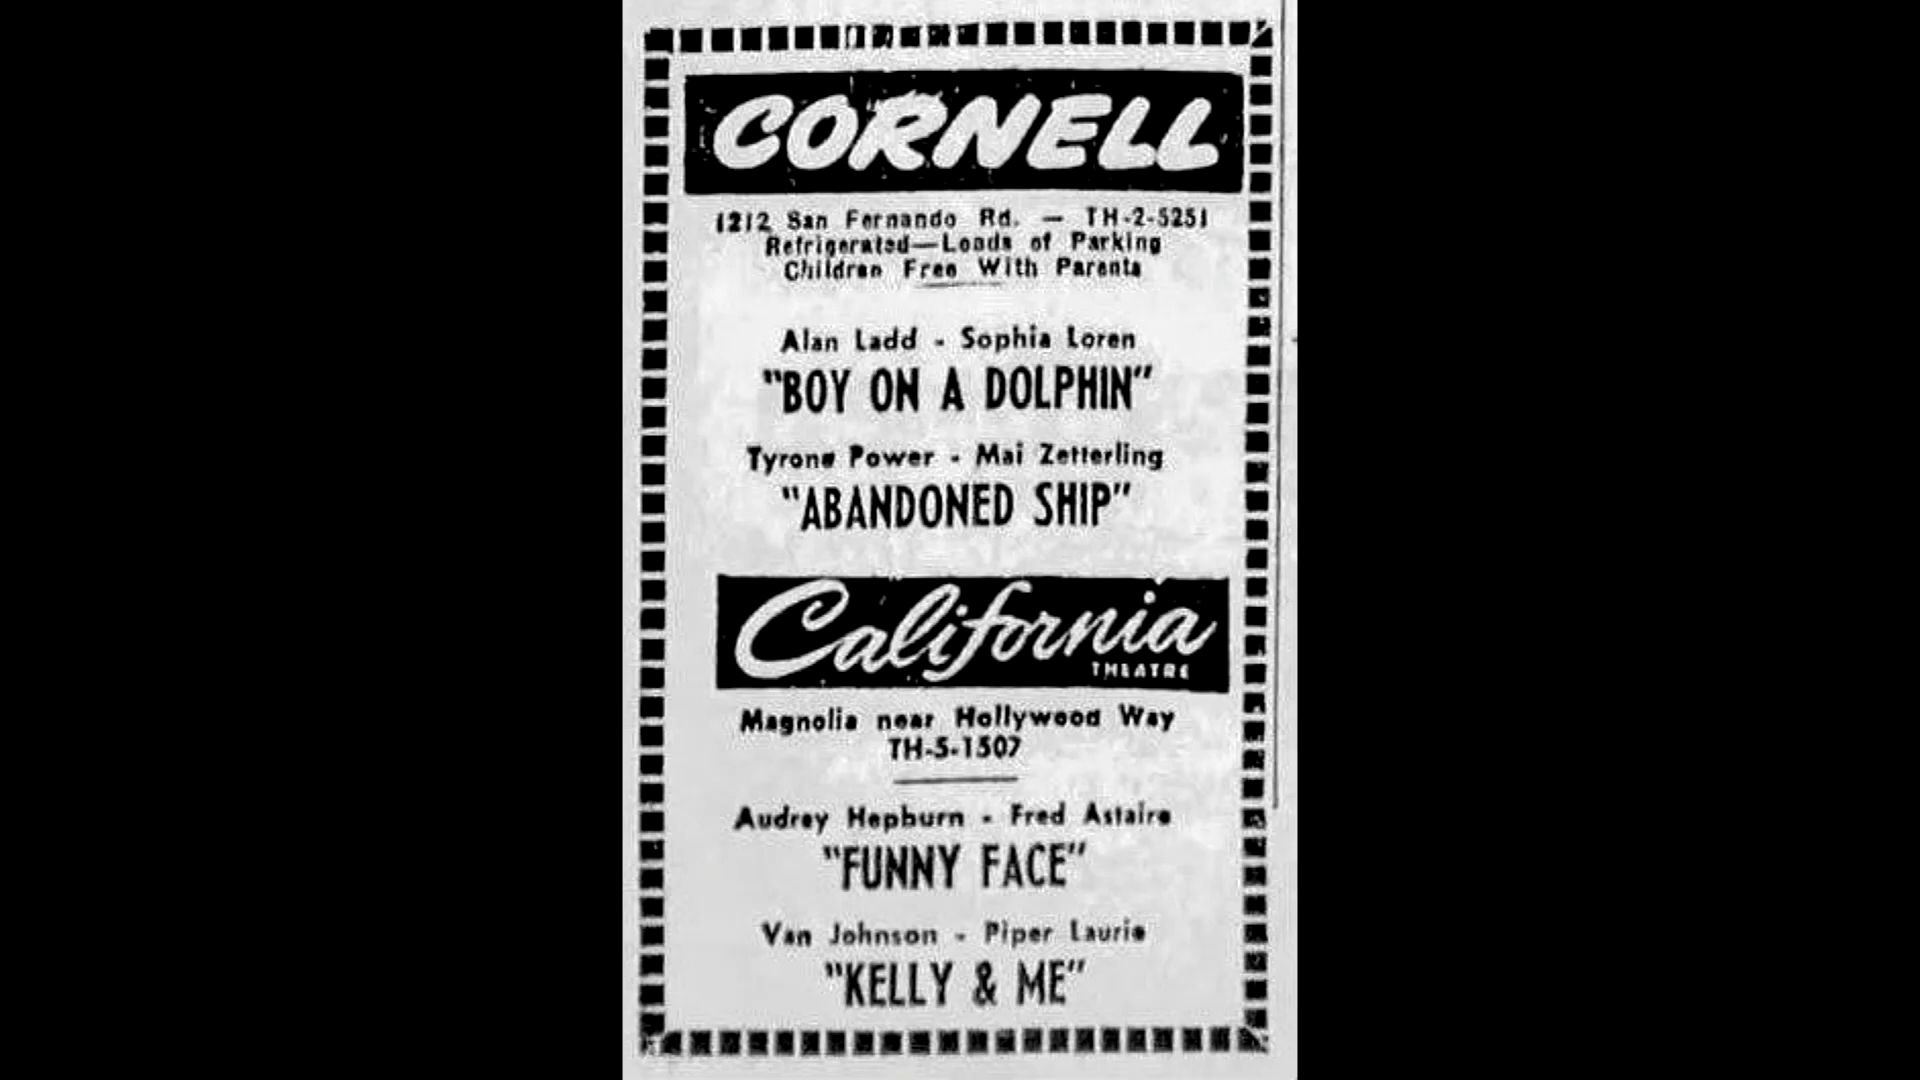 CORNELL
1212 San Fernando Rd. — TH-2-5251
Refrigerated—Loads of Parking
Children Free With Parents
Alan Ladd - Sophia Loren
"BOY ON A DOLPHIN"
Tyrone Power - Mai Zetterling
"ABANDONED SHIP"
California
THEATRE
Magnolia near Hollywood Way
TH-5-1507
Audrey Hepburn - Fred Astaire
"FUNNY FACE"
Van Johnson - Piper Laurie
"KELLY & ME"